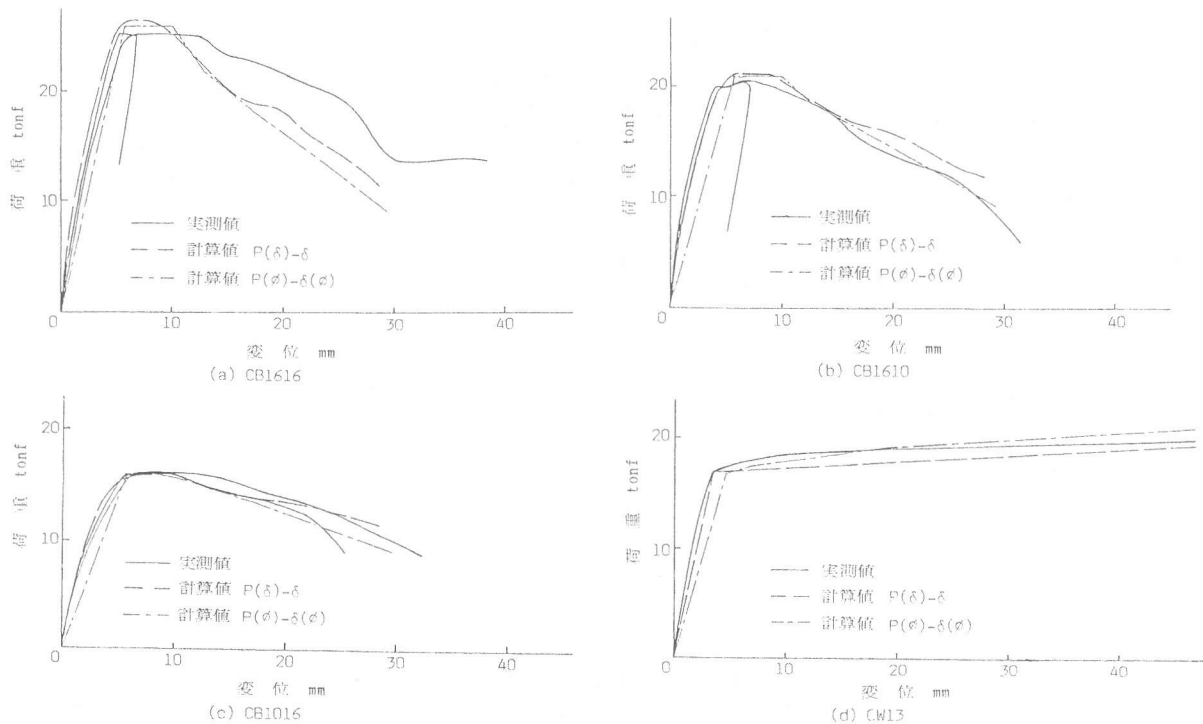 荷 重 tonf
20
10
0
10
20
30
40
実測値
計算値 P(δ)-δ
計算値 P(ø)-δ(ø)
変 位 mm
(a) CB1616
荷 重 tonf
20
10
0
10
20
30
40
実測値
計算値 P(δ)-δ
計算値 P(ø)-δ(ø)
変 位 mm
(b) CB1610
荷 重 tonf
20
10
0
10
20
30
40
実測値
計算値 P(δ)-δ
計算値 P(ø)-δ(ø)
変 位 mm
(c) CB1016
荷 重 tonf
20
10
0
10
20
30
40
実測値
計算値 P(δ)-δ
計算値 P(ø)-δ(ø)
変 位 mm
(d) CW13